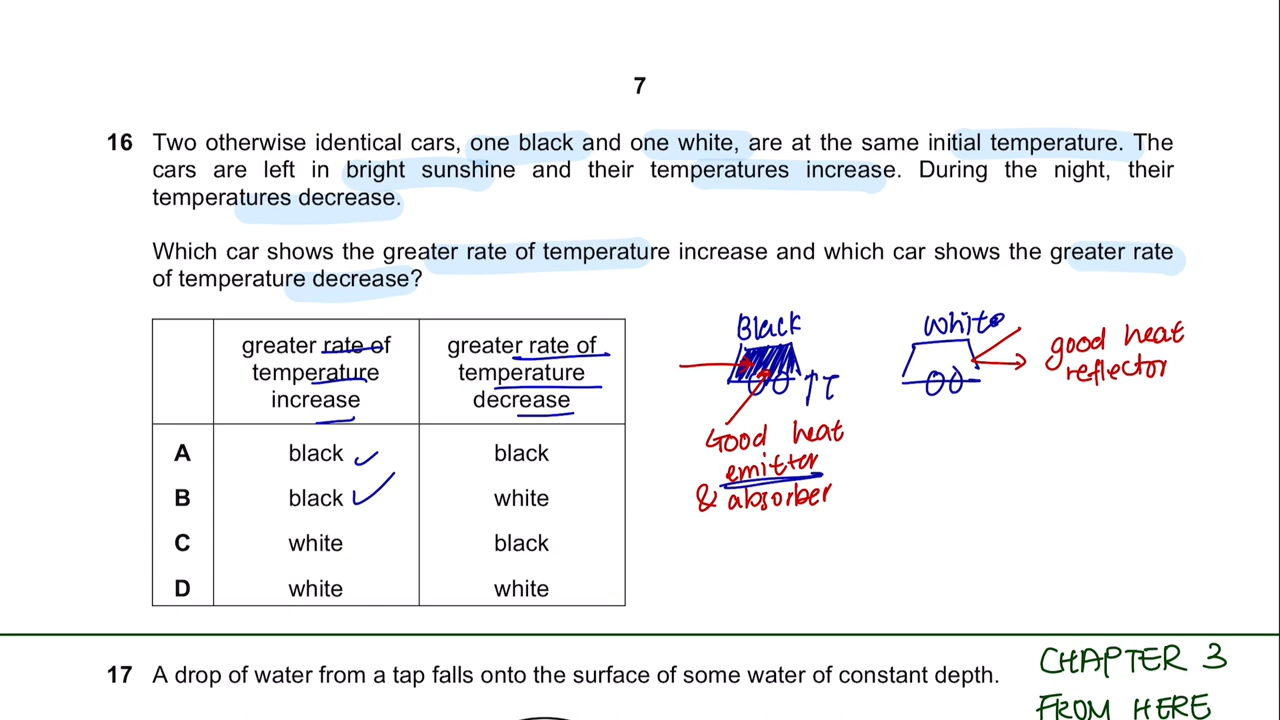 7
16 Two otherwise identical cars, one black and one white, are at the same initial temperature. The
cars are left in bright sunshine and their temperatures increase. During the night, their
temperatures decrease.
Which car shows the greater rate of temperature increase and which car shows the greater rate
of temperature decrease?
greater rate of temperature increase
greater rate of temperature decrease
A black black
B black white
C white black
D white white
Black
↑T
Good heat
emitter
& absorber
White
good heat
reflector
17 A drop of water from a tap falls onto the surface of some water of constant depth.
CHAPTER 3
FROM HERE